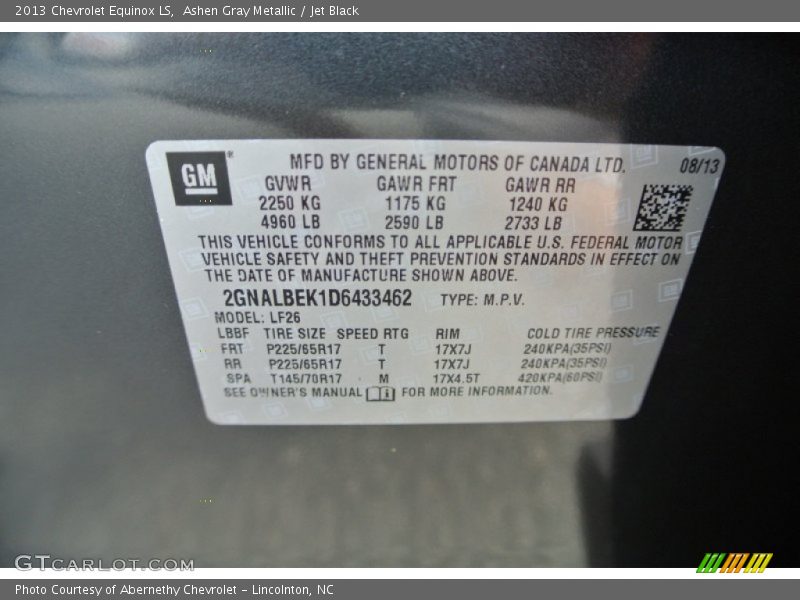 2013 Chevrolet Equinox LS, Ashen Gray Metallic / Jet Black
GM®
MFD BY GENERAL MOTORS OF CANADA LTD. 08/13
GVWR GAWR FRT GAWR RR
2250 KG 1175 KG 1240 KG
4960 LB 2590 LB 2733 LB
THIS VEHICLE CONFORMS TO ALL APPLICABLE U.S. FEDERAL MOTOR
VEHICLE SAFETY AND THEFT PREVENTION STANDARDS IN EFFECT ON
THE DATE OF MANUFACTURE SHOWN ABOVE.
2GNALBEK1D6433462 TYPE: M.P.V.
MODEL: LF26
LBBF TIRE SIZE SPEED RTG RIM COLD TIRE PRESSURE
FRT P225/65R17 T 17X7J 240KPA(35PSI)
RR P225/65R17 T 17X7J 240KPA(35PSI)
SPA T145/70R17 M 17X4.5T 420KPA(60PSI)
SEE OWNER'S MANUAL FOR MORE INFORMATION.
GTCARLOT.COM
Photo Courtesy of Abernethy Chevrolet – Lincolnton, NC